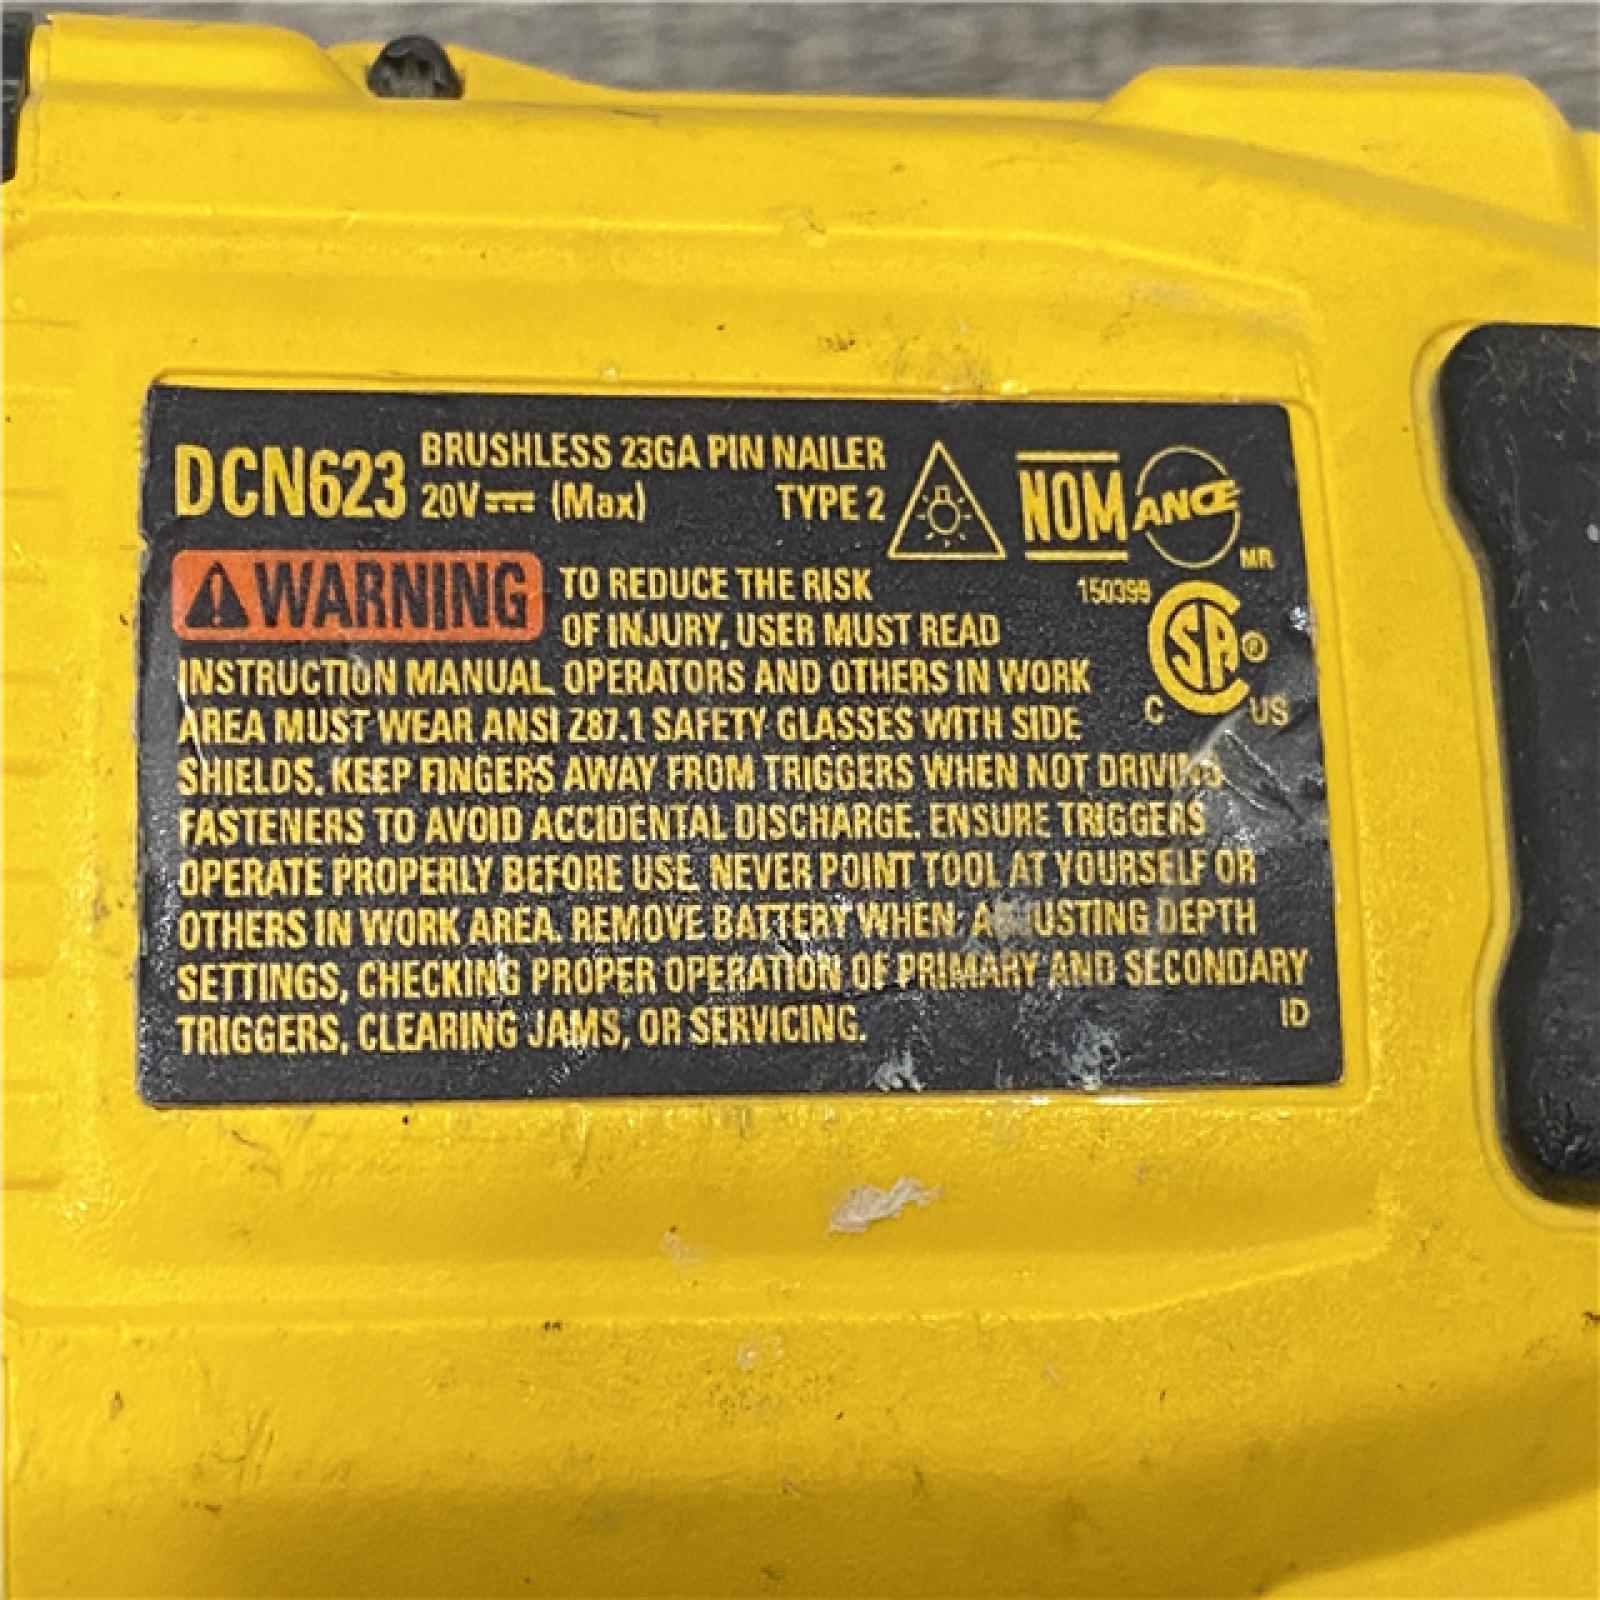 DCN623 BRUSHLESS 23GA PIN NAILER
20V (Max) TYPE 2
NOM ANCE
MR
WARNING TO REDUCE THE RISK
150399
OF INJURY, USER MUST READ
SA ®
INSTRUCTION MANUAL. OPERATORS AND OTHERS IN WORK
C US
AREA MUST WEAR ANSI Z87.1 SAFETY GLASSES WITH SIDE
SHIELDS. KEEP FINGERS AWAY FROM TRIGGERS WHEN NOT DRIVING
FASTENERS TO AVOID ACCIDENTAL DISCHARGE. ENSURE TRIGGERS
OPERATE PROPERLY BEFORE USE. NEVER POINT TOOL AT YOURSELF OR
OTHERS IN WORK AREA. REMOVE BATTERY WHEN ADJUSTING DEPTH
SETTINGS, CHECKING PROPER OPERATION OF PRIMARY AND SECONDARY
TRIGGERS, CLEARING JAMS, OR SERVICING.
ID